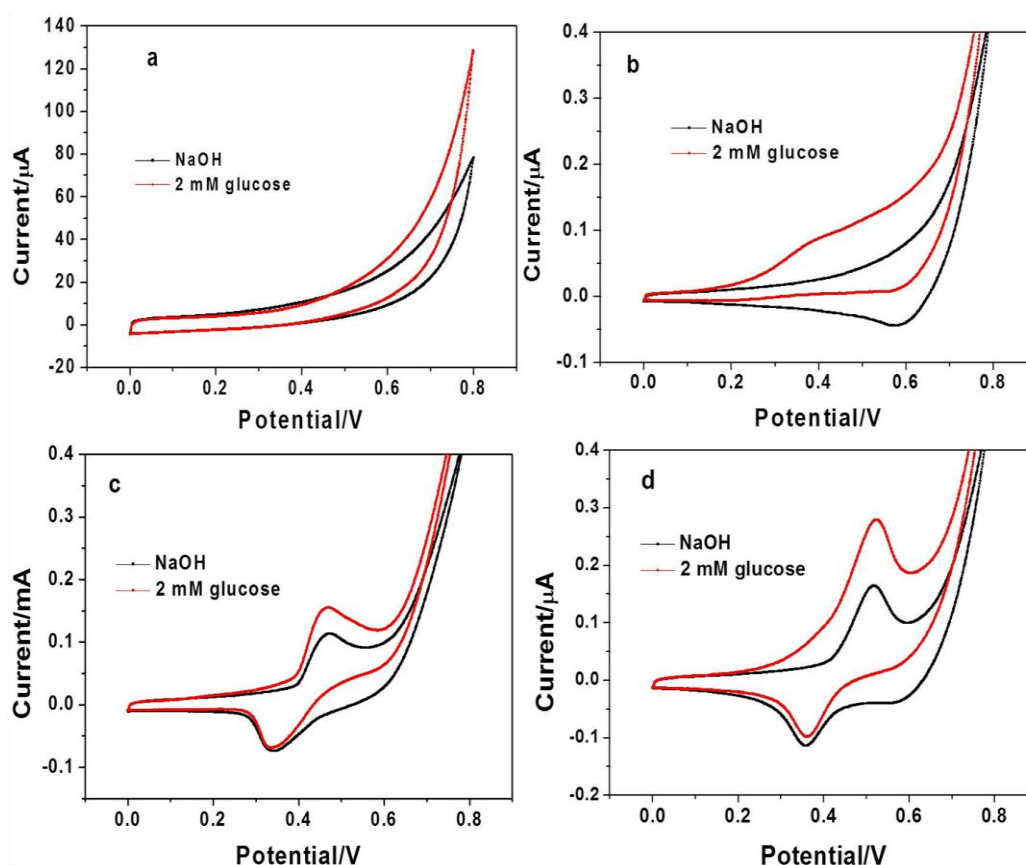 a
140
120
100
80
60
40
20
0
-20
Current/µA
NaOH
2 mM glucose
0.0 0.2 0.4 0.6 0.8
Potential/V
b
0.4
0.3
0.2
0.1
0.0
-0.1
Current/µA
NaOH
2 mM glucose
0.0 0.2 0.4 0.6 0.8
Potential/V
c
0.4
0.3
0.2
0.1
0.0
-0.1
Current/mA
NaOH
2 mM glucose
0.0 0.2 0.4 0.6 0.8
Potential/V
d
0.4
0.3
0.2
0.1
0.0
-0.1
-0.2
Current/µA
NaOH
2 mM glucose
0.0 0.2 0.4 0.6 0.8
Potential/V